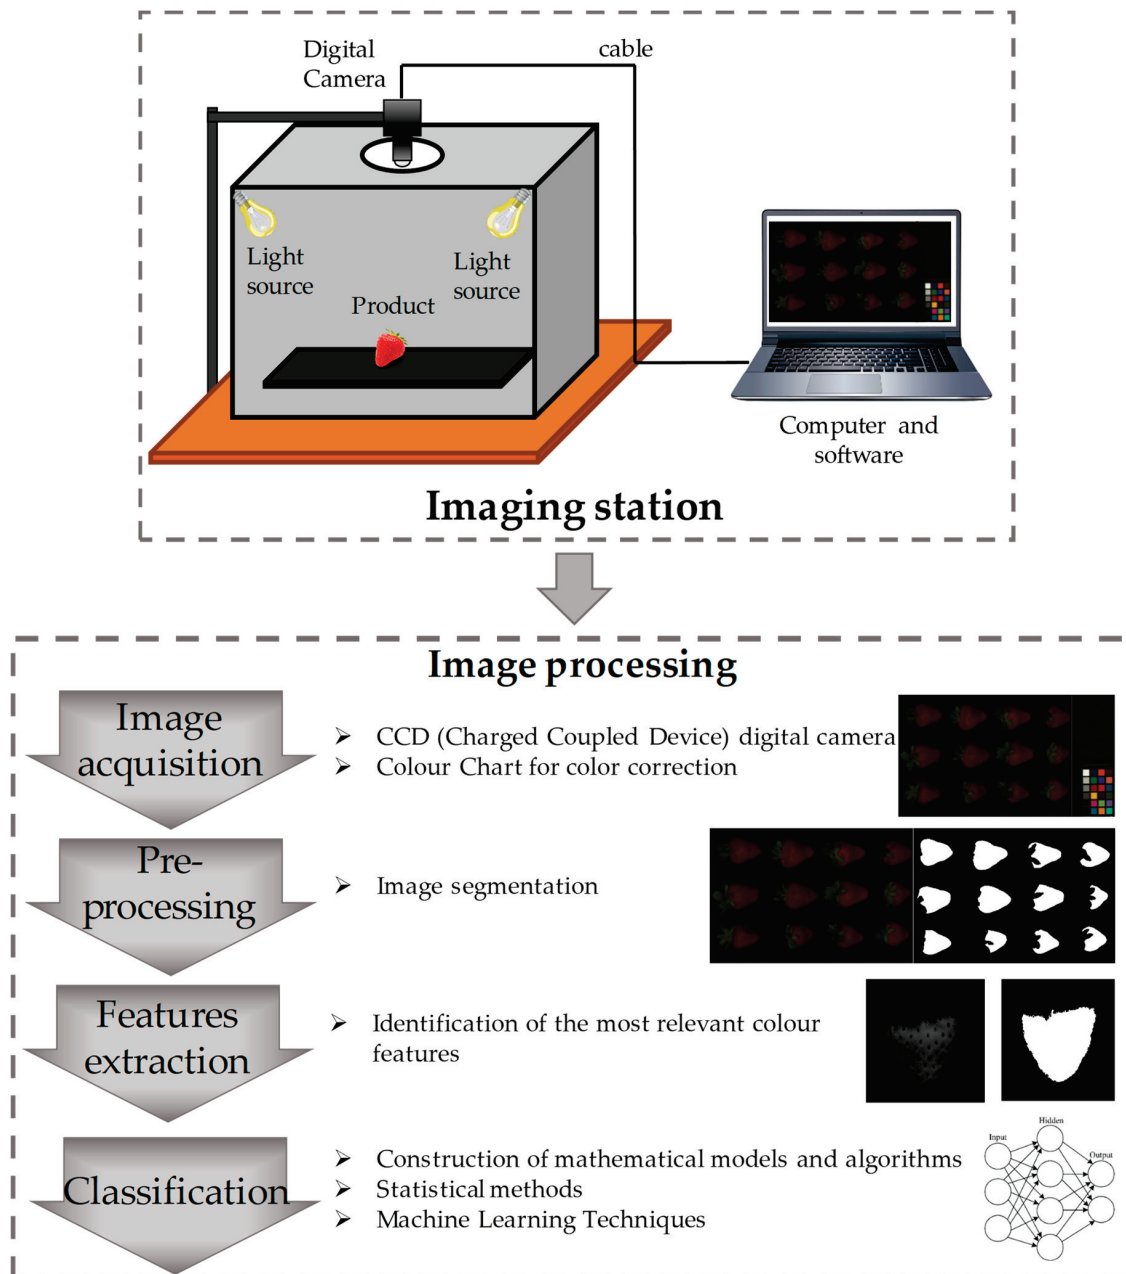 Digital
Camera
cable
Light
source
Light
source
Product
Computer and
software
Imaging station
Image processing
Image
acquisition
➢ CCD (Charged Coupled Device) digital camera
➢ Colour Chart for color correction
Pre-
processing
➢ Image segmentation
Features
extraction
➢ Identification of the most relevant colour
features
Classification
➢ Construction of mathematical models and algorithms
➢ Statistical methods
➢ Machine Learning Techniques
Hidden
Input
Output